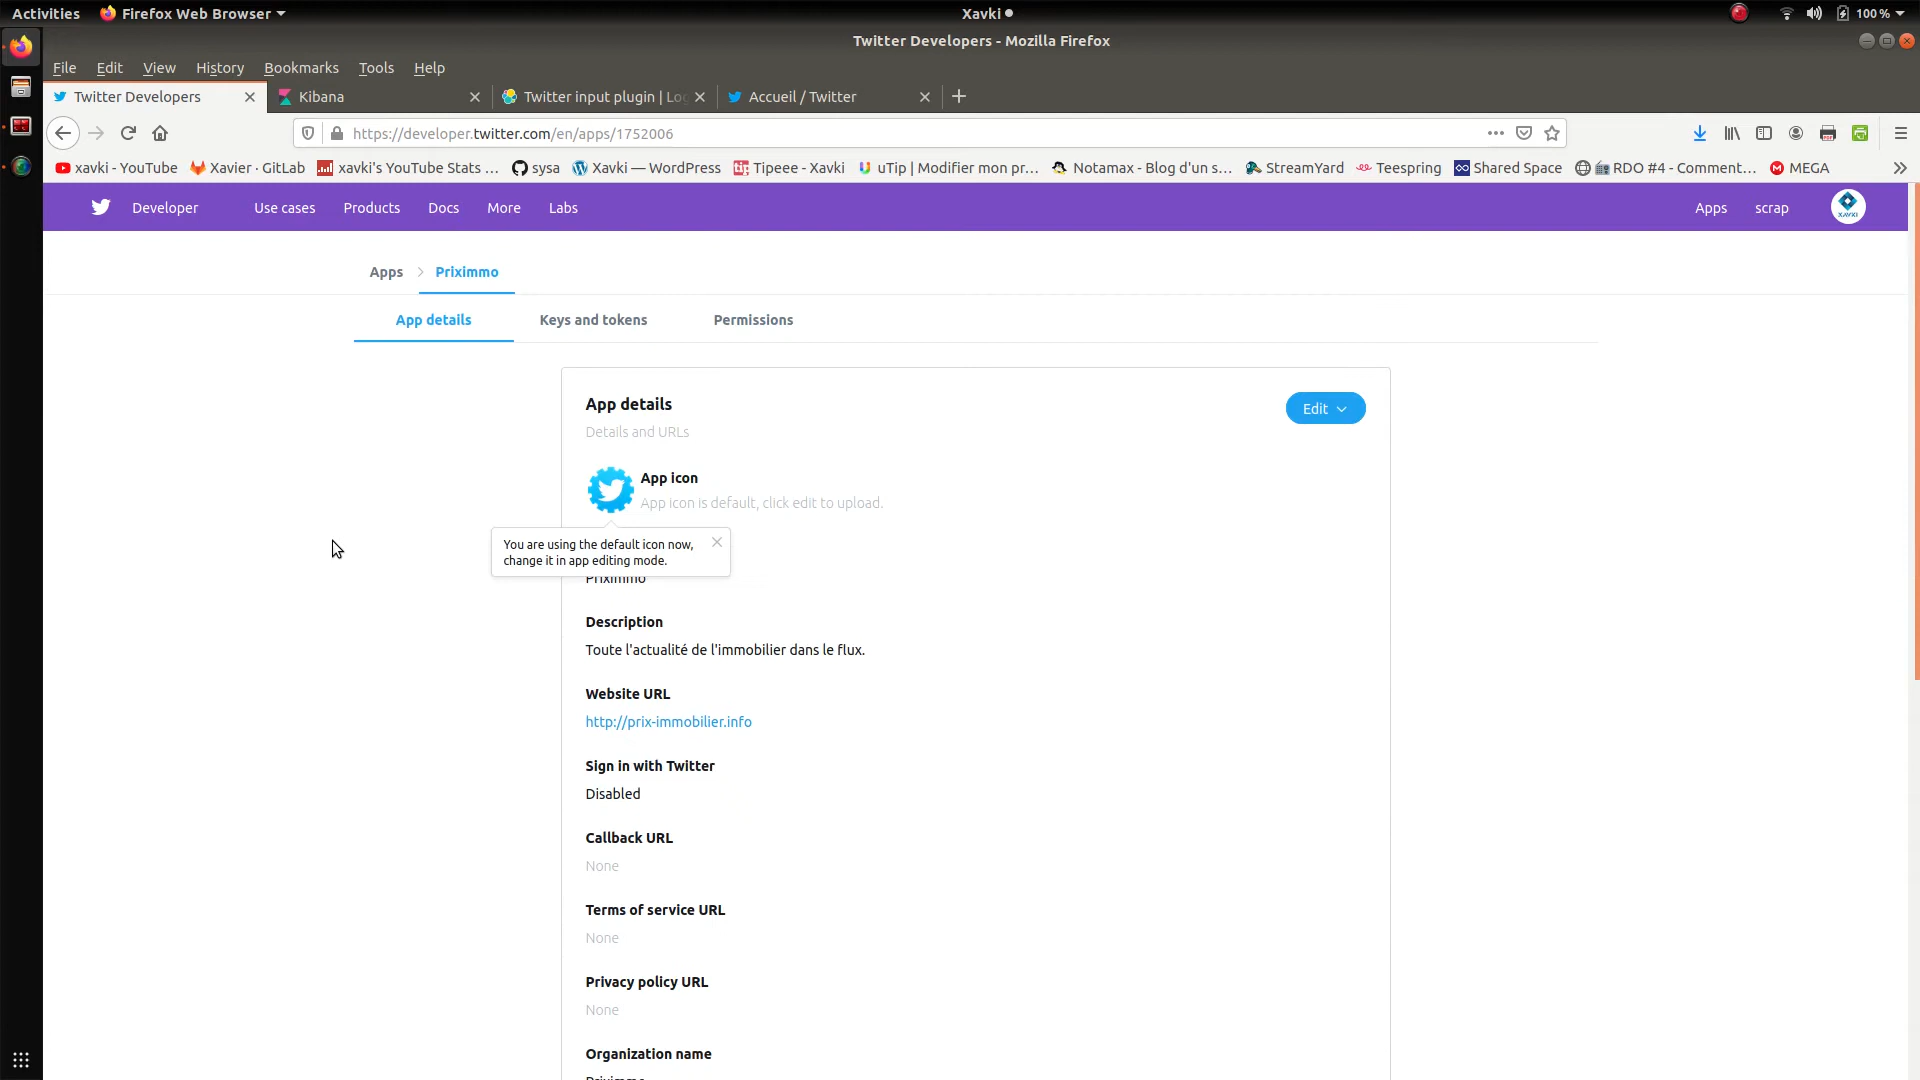 Activities Firefox Web Browser Xavki 100 %
Twitter Developers - Mozilla Firefox
File Edit View History Bookmarks Tools Help
Twitter Developers Kibana Twitter input plugin | Lo Accueil / Twitter
https://developer.twitter.com/en/apps/1752006
xavki - YouTube Xavier · GitLab xavki's YouTube Stats ... sysa Xavki — WordPress Tipeee - Xavki uTip | Modifier mon pr... Notamax - Blog d'un s... StreamYard Teespring Shared Space RDO #4 - Comment... MEGA
Developer Use cases Products Docs More Labs Apps scrap XAVKI
Apps Priximmo
App details Keys and tokens Permissions
App details
Edit
Details and URLs
App icon
App icon is default, click edit to upload.
You are using the default icon now,
change it in app editing mode.
Priximmo
Description
Toute l'actualité de l'immobilier dans le flux.
Website URL
http://prix-immobilier.info
Sign in with Twitter
Disabled
Callback URL
None
Terms of service URL
None
Privacy policy URL
None
Organization name
Priximmo